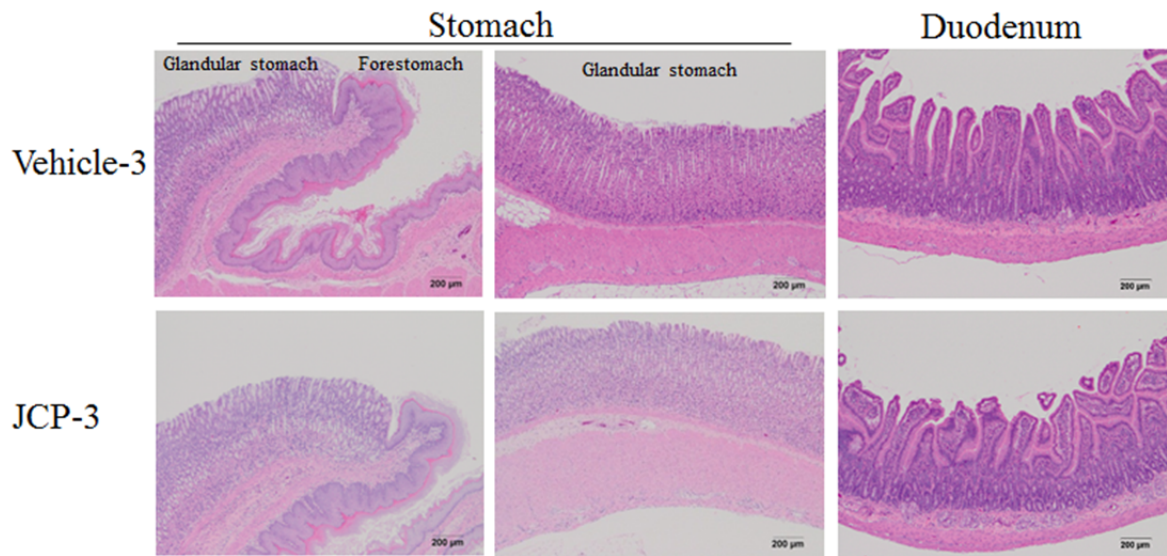 Stomach
Duodenum
Glandular stomach
Forestomach
Glandular stomach
Vehicle-3
200 µm
200 µm
200 µm
JCP-3
200 µm
200 µm
200 µm